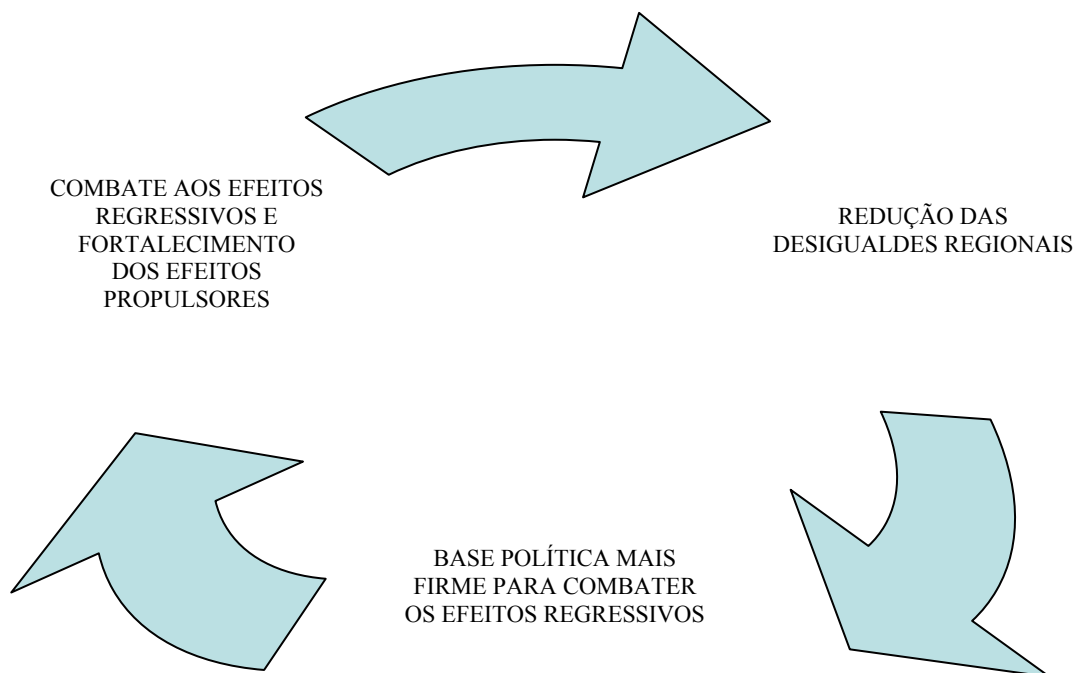 COMBATE AOS EFEITOS
REGRESSIVOS E
FORTALECIMENTO
DOS EFEITOS
PROPULSORES
REDUÇÃO DAS
DESIGUALDES REGIONAIS
BASE POLÍTICA MAIS
FIRME PARA COMBATER
OS EFEITOS REGRESSIVOS